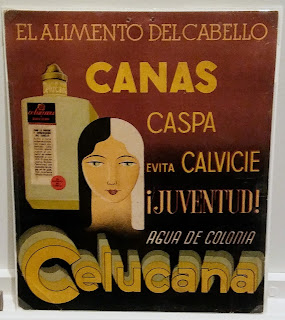 EL ALIMENTO DEL CABELLO
CANAS
CASPA
EVITA CALVICIE
¡JUVENTUD!
AGUA DE COLONIA
Celucana